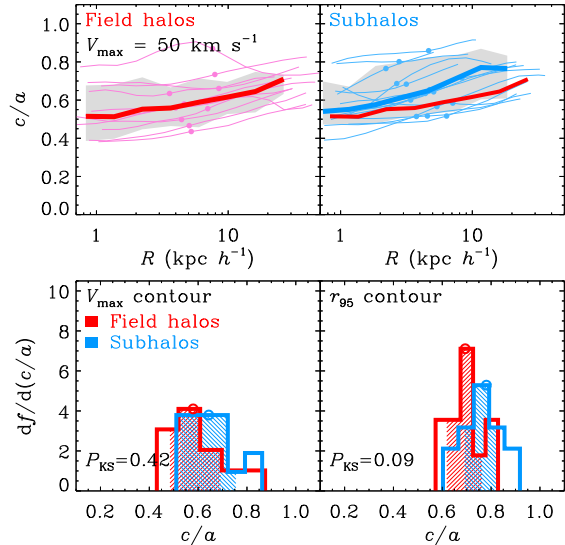 Field halos
V_max = 50 km s⁻¹
Subhalos
1.0
0.8
0.6
0.4
0.2
0.0
c/a
1 10
R (kpc h⁻¹)
1 10
R (kpc h⁻¹)
V_max contour
Field halos
Subhalos
P_KS=0.42
r_95 contour
P_KS=0.09
10
8
6
4
2
0
df/d(c/a)
0.2 0.4 0.6 0.8 1.0
c/a
0.2 0.4 0.6 0.8 1.0
c/a